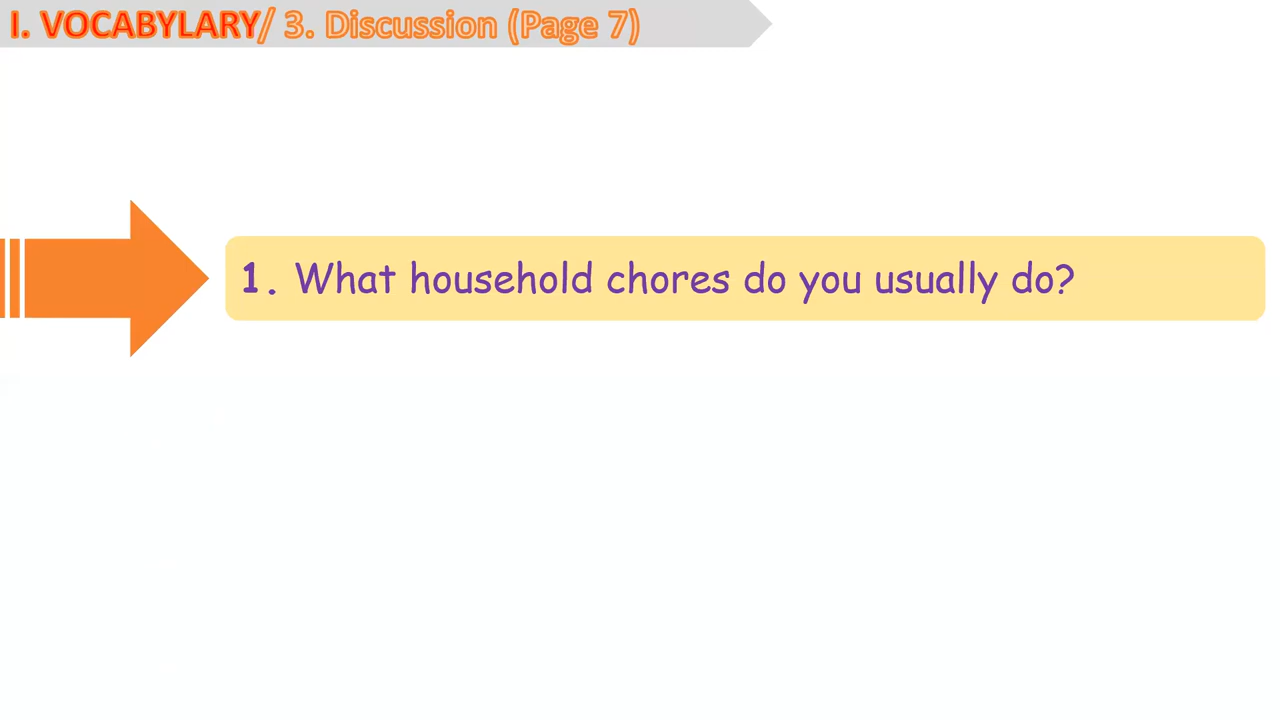 I. VOCABYLARY/ 3. Discussion (Page 7)
1. What household chores do you usually do?